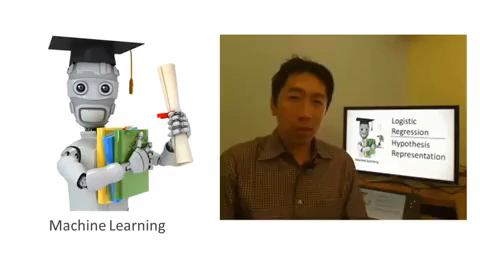 Machine Learning
Logistic
Regression
Hypothesis
Representation